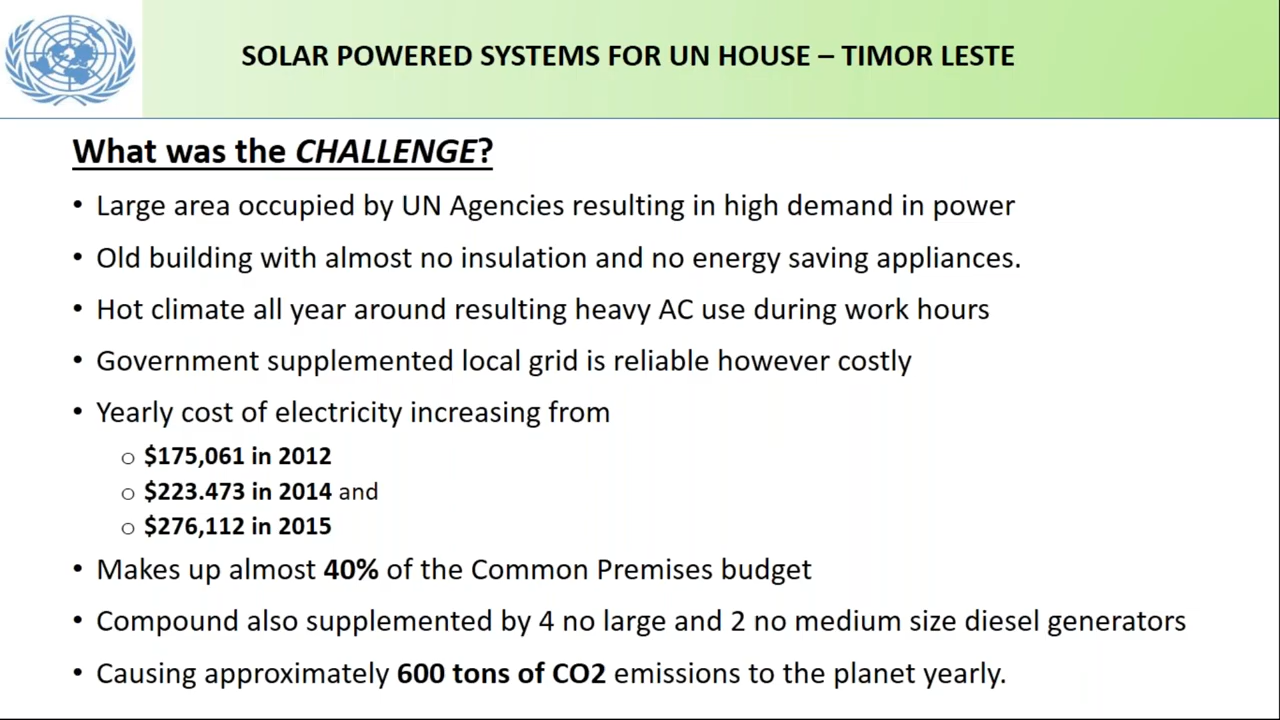 SOLAR POWERED SYSTEMS FOR UN HOUSE – TIMOR LESTE
What was the CHALLENGE?
• Large area occupied by UN Agencies resulting in high demand in power
• Old building with almost no insulation and no energy saving appliances.
• Hot climate all year around resulting heavy AC use during work hours
• Government supplemented local grid is reliable however costly
• Yearly cost of electricity increasing from
o $175,061 in 2012
o $223.473 in 2014 and
o $276,112 in 2015
• Makes up almost 40% of the Common Premises budget
• Compound also supplemented by 4 no large and 2 no medium size diesel generators
• Causing approximately 600 tons of CO2 emissions to the planet yearly.